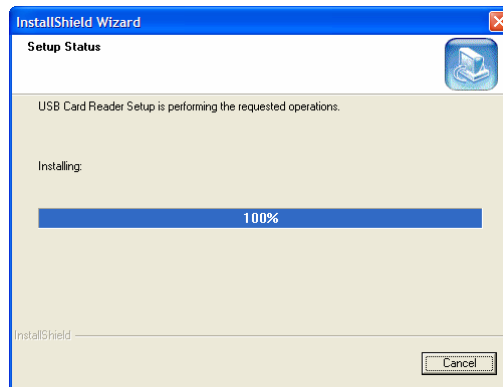 InstallShield Wizard
Setup Status
USB Card Reader Setup is performing the requested operations.
Installing:
100%
InstallShield
Cancel